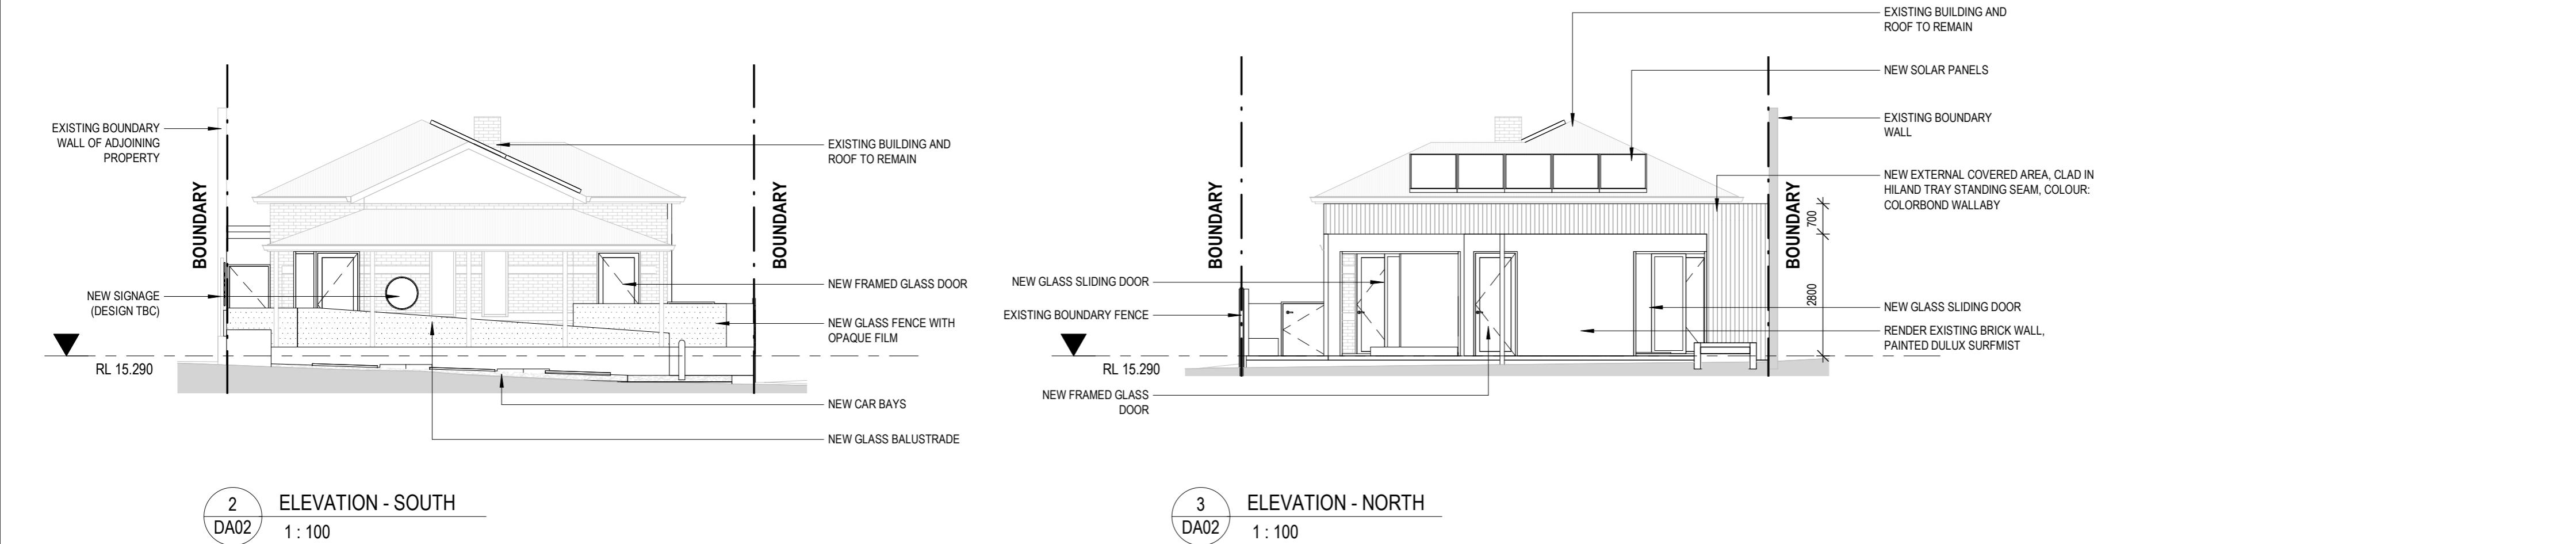 EXISTING BOUNDARY
WALL OF ADJOINING
PROPERTY
BOUNDARY
NEW SIGNAGE
(DESIGN TBC)
RL 15.290
BOUNDARY
EXISTING BUILDING AND
ROOF TO REMAIN
NEW FRAMED GLASS DOOR
NEW GLASS FENCE WITH
OPAQUE FILM
NEW CAR BAYS
NEW GLASS BALUSTRADE
2
DA02
ELEVATION - SOUTH
1 : 100
BOUNDARY
NEW GLASS SLIDING DOOR
EXISTING BOUNDARY FENCE
RL 15.290
NEW FRAMED GLASS
DOOR
BOUNDARY
700
2800
EXISTING BUILDING AND
ROOF TO REMAIN
NEW SOLAR PANELS
EXISTING BOUNDARY
WALL
NEW EXTERNAL COVERED AREA, CLAD IN
HILAND TRAY STANDING SEAM, COLOUR:
COLORBOND WALLABY
NEW GLASS SLIDING DOOR
RENDER EXISTING BRICK WALL,
PAINTED DULUX SURFMIST
3
DA02
ELEVATION - NORTH
1 : 100